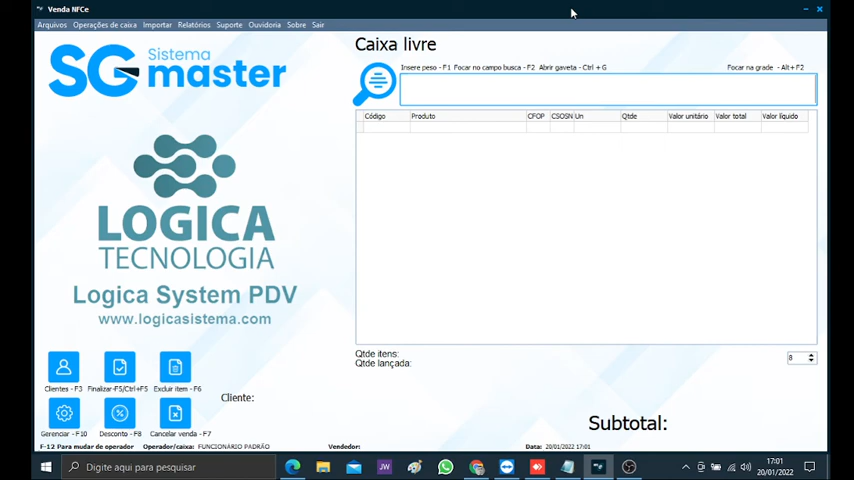 Venda NFCe
Arquivos Operações de caixa Importar Relatórios Suporte Ouvidoria Sobre Sair
SG Sistema
master
LOGICA
TECNOLOGIA
Logica System PDV
www.logicasistema.com
Caixa livre
Insere peso - F1 Focar no campo busca - F2 Abrir gaveta - Ctrl + G Focar na grade - Alt+ F2
Código Produto CFOP CSOSN Un Qtde Valor unitário Valor total Valor líquido
Qtde itens:
Qtde lançada:
8
Clientes - F3 Finalizar-F5/Ctrl+F5 Excluir item - F6
Cliente:
Gerenciar - F10 Desconto - F8 Cancelar venda - F7
Subtotal:
F-12 Para mudar de operador Operador/caixa: FUNCIONÁRIO PADRÃO Vendedor: Data: 20/01/2022 17:01
Digite aqui para pesquisar
JW
17:01
20/01/2022